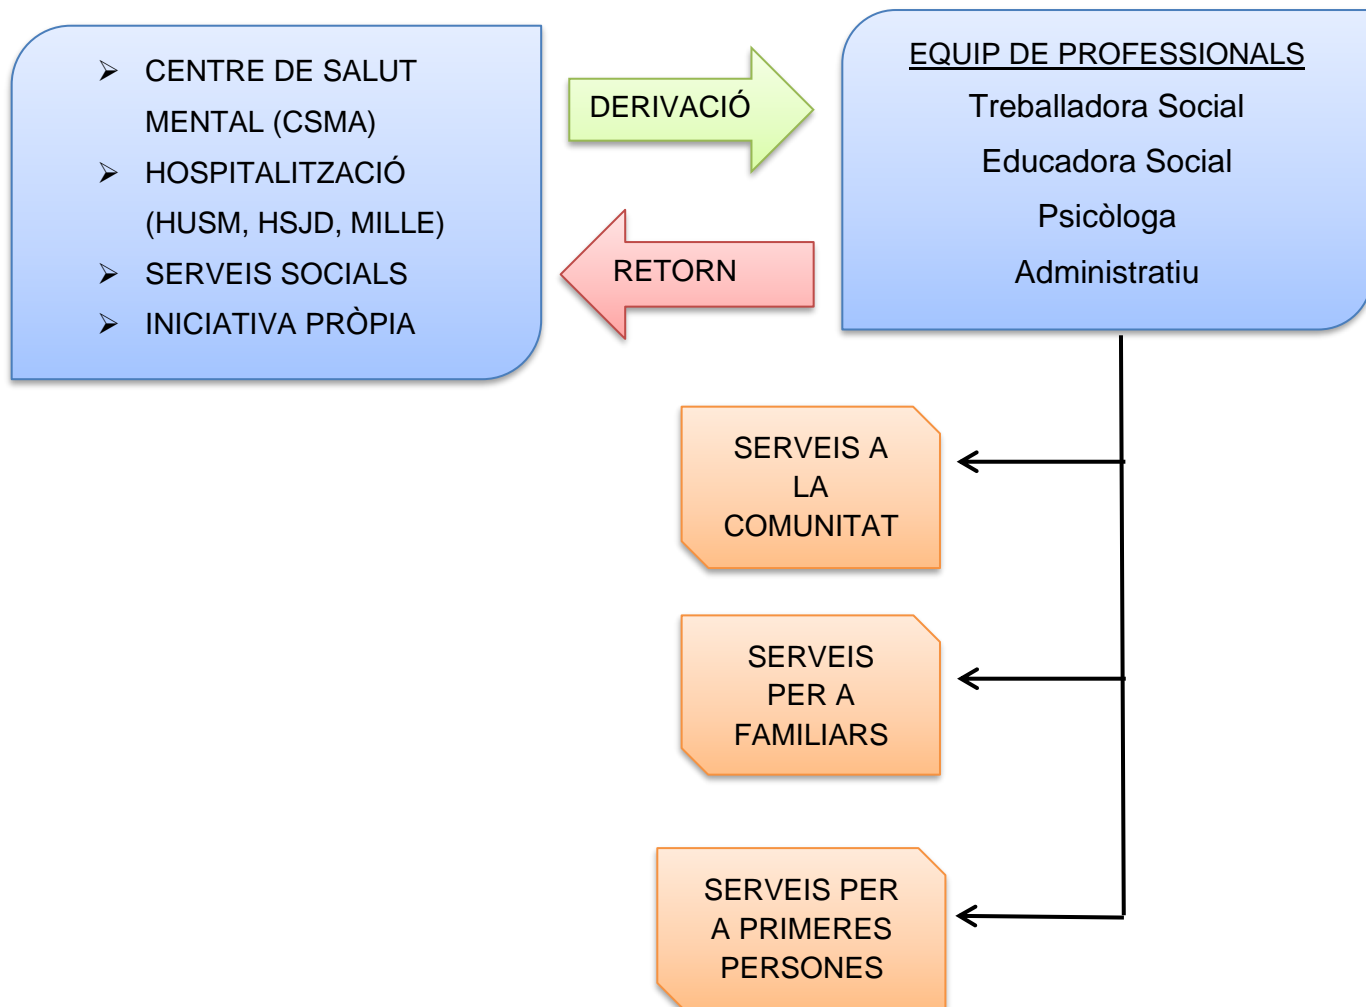 ➢ CENTRE DE SALUT
MENTAL (CSMA)
➢ HOSPITALITZACIÓ
(HUSM, HSJD, MILLE)
➢ SERVEIS SOCIALS
➢ INICIATIVA PRÒPIA
DERIVACIÓ
RETORN
EQUIP DE PROFESSIONALS
Treballadora Social
Educadora Social
Psicòloga
Administratiu
SERVEIS A
LA
COMUNITAT
SERVEIS
PER A
FAMILIARS
SERVEIS PER
A PRIMERES
PERSONES